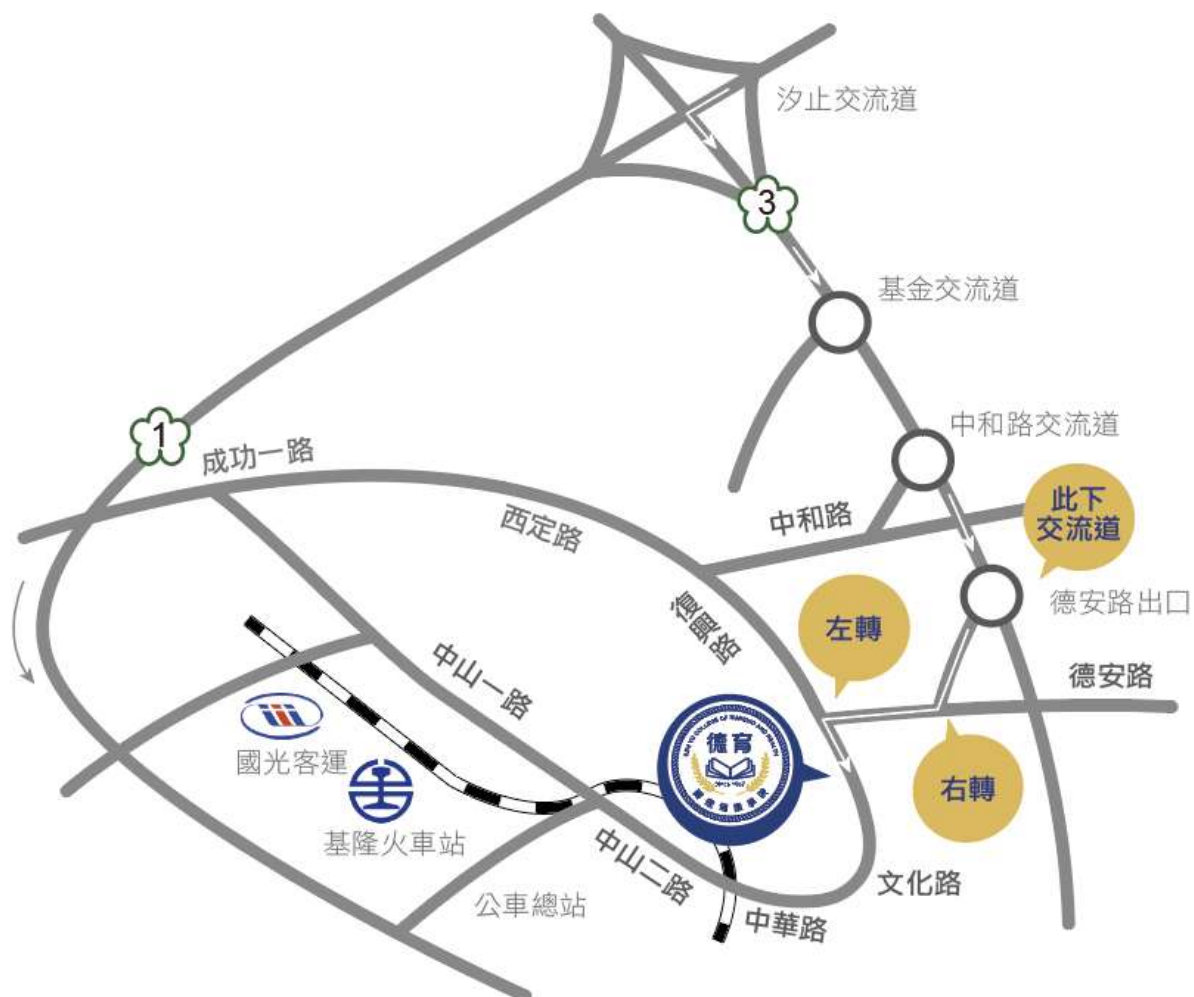 汐止交流道
3
基金交流道
1
成功一路
中和路交流道
西定路
中和路
此下
交流道
復興路
左轉
德安路出口
中山一路
德安路
國光客運
德育
右轉
基隆火車站
中山二路
文化路
公車總站
中華路